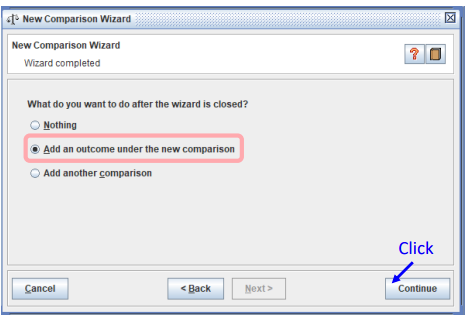 New Comparison Wizard
New Comparison Wizard
Wizard completed
What do you want to do after the wizard is closed?
Nothing
Add an outcome under the new comparison
Add another comparison
Click
Cancel
< Back
Next >
Continue